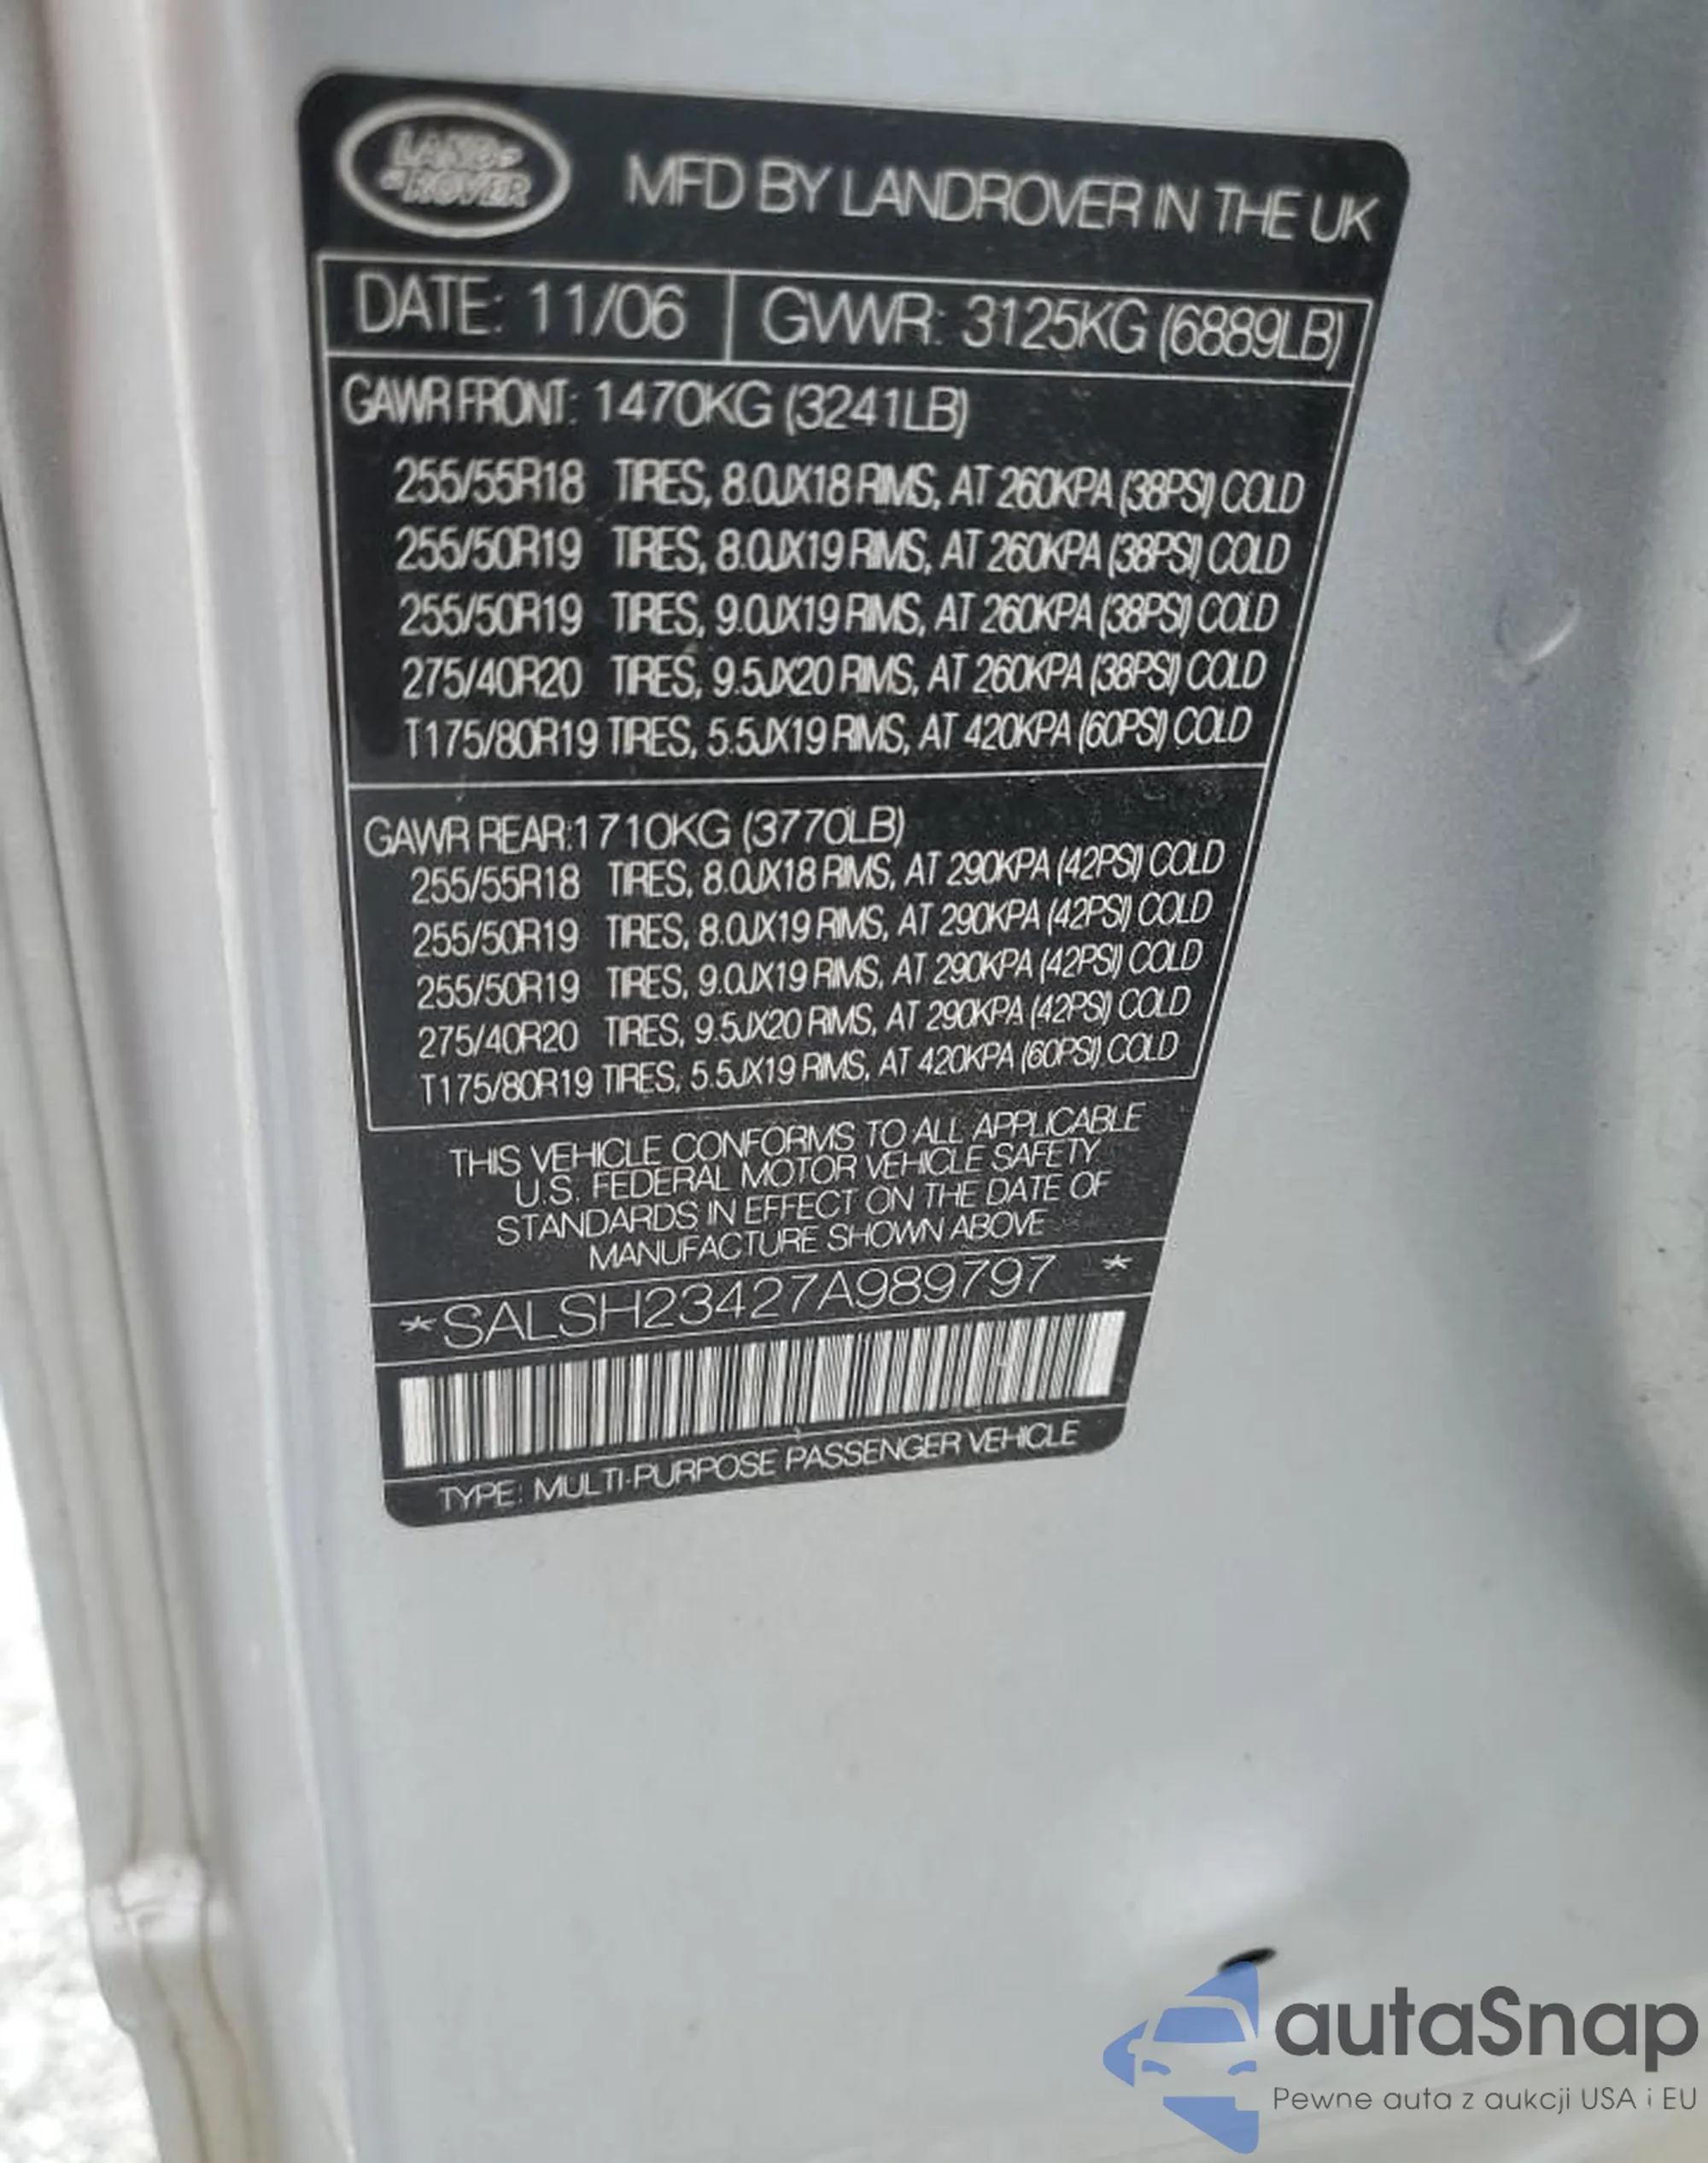 LAND ROVER
MFD BY LANDROVER IN THE UK
DATE: 11/06 GVWR: 3125KG (6889LB)
GAWR FRONT: 1470KG (3241LB)
255/55R18 TIRES, 8.0JX18 RIMS, AT 260KPA (38PSI) COLD
255/50R19 TIRES, 8.0JX19 RIMS, AT 260KPA (38PSI) COLD
255/50R19 TIRES, 9.0JX19 RIMS, AT 260KPA (38PSI) COLD
275/40R20 TIRES, 9.5JX20 RIMS, AT 260KPA (38PSI) COLD
T175/80R19 TIRES, 5.5JX19 RIMS, AT 420KPA (60PSI) COLD
GAWR REAR:1710KG (3770LB)
255/55R18 TIRES, 8.0JX18 RIMS, AT 290KPA (42PSI) COLD
255/50R19 TIRES, 8.0JX19 RIMS, AT 290KPA (42PSI) COLD
255/50R19 TIRES, 9.0JX19 RIMS, AT 290KPA (42PSI) COLD
275/40R20 TIRES, 9.5JX20 RIMS, AT 290KPA (42PSI) COLD
T175/80R19 TIRES, 5.5JX19 RIMS, AT 420KPA (60PSI) COLD
THIS VEHICLE CONFORMS TO ALL APPLICABLE
U.S. FEDERAL MOTOR VEHICLE SAFETY
STANDARDS IN EFFECT ON THE DATE OF
MANUFACTURE SHOWN ABOVE
*SALSH23427A989797 *
TYPE: MULTI-PURPOSE PASSENGER VEHICLE
autaSnap
Pewne auta z aukcji USA i EU